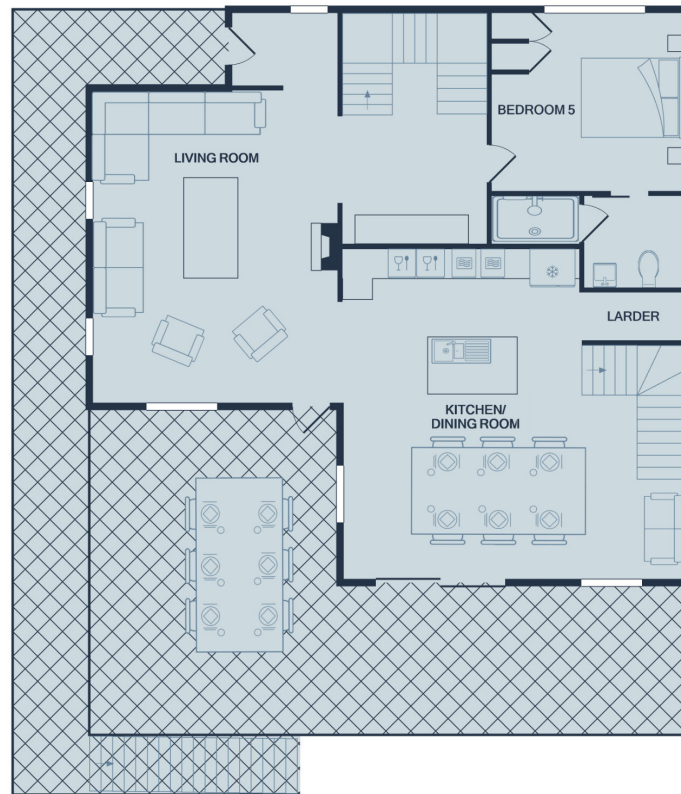 BEDROOM 5
LIVING ROOM
LARDER
KITCHEN/
DINING ROOM